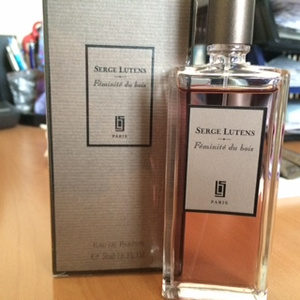 SERGE LUTENS
Féminité du bois
PARIS
EAU DE PARFUM
SERGE LUTENS
Féminité du bois
PARIS